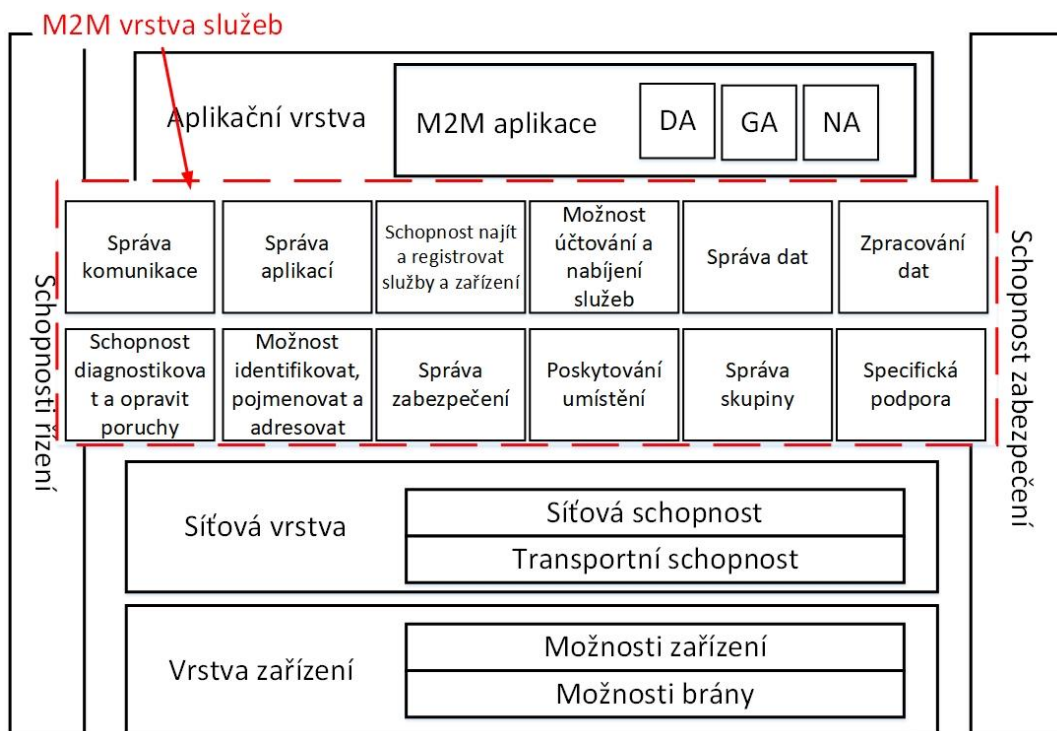 M2M vrstva služeb
Aplikační vrstva
M2M aplikace
DA
GA
NA
Správa
komunikace
Správa
aplikací
Schopnost najít
a registrovat
služby a zařízení
Možnost
účtování a
nabíjení
služeb
Správa dat
Zpracování
dat
Schopnost
diagnostikova
t a opravit
poruchy
Možnost
identifikovat,
pojmenovat a
adresovat
Správa
zabezpečení
Poskytování
umístění
Správa
skupiny
Specifická
podpora
Schopnosti řízení
Schopnost zabezpečení
Síťová vrstva
Síťová schopnost
Transportní schopnost
Vrstva zařízení
Možnosti zařízení
Možnosti brány